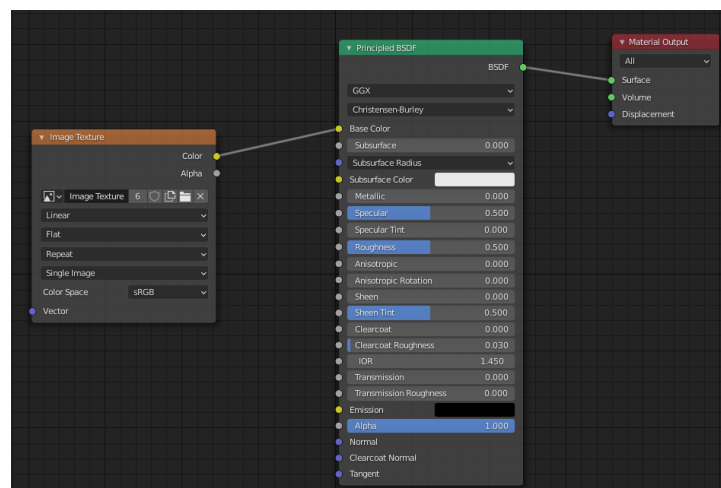 Image Texture
Color
Alpha
Image Texture 6
Linear
Flat
Repeat
Single Image
Color Space sRGB
Vector
Principled BSDF
BSDF
GGX
Christensen-Burley
Base Color
Subsurface 0.000
Subsurface Radius
Subsurface Color
Metallic 0.000
Specular 0.500
Specular Tint 0.000
Roughness 0.500
Anisotropic 0.000
Anisotropic Rotation 0.000
Sheen 0.000
Sheen Tint 0.500
Clearcoat 0.000
Clearcoat Roughness 0.030
IOR 1.450
Transmission 0.000
Transmission Roughness 0.000
Emission
Alpha 1.000
Normal
Clearcoat Normal
Tangent
Material Output
All
Surface
Volume
Displacement